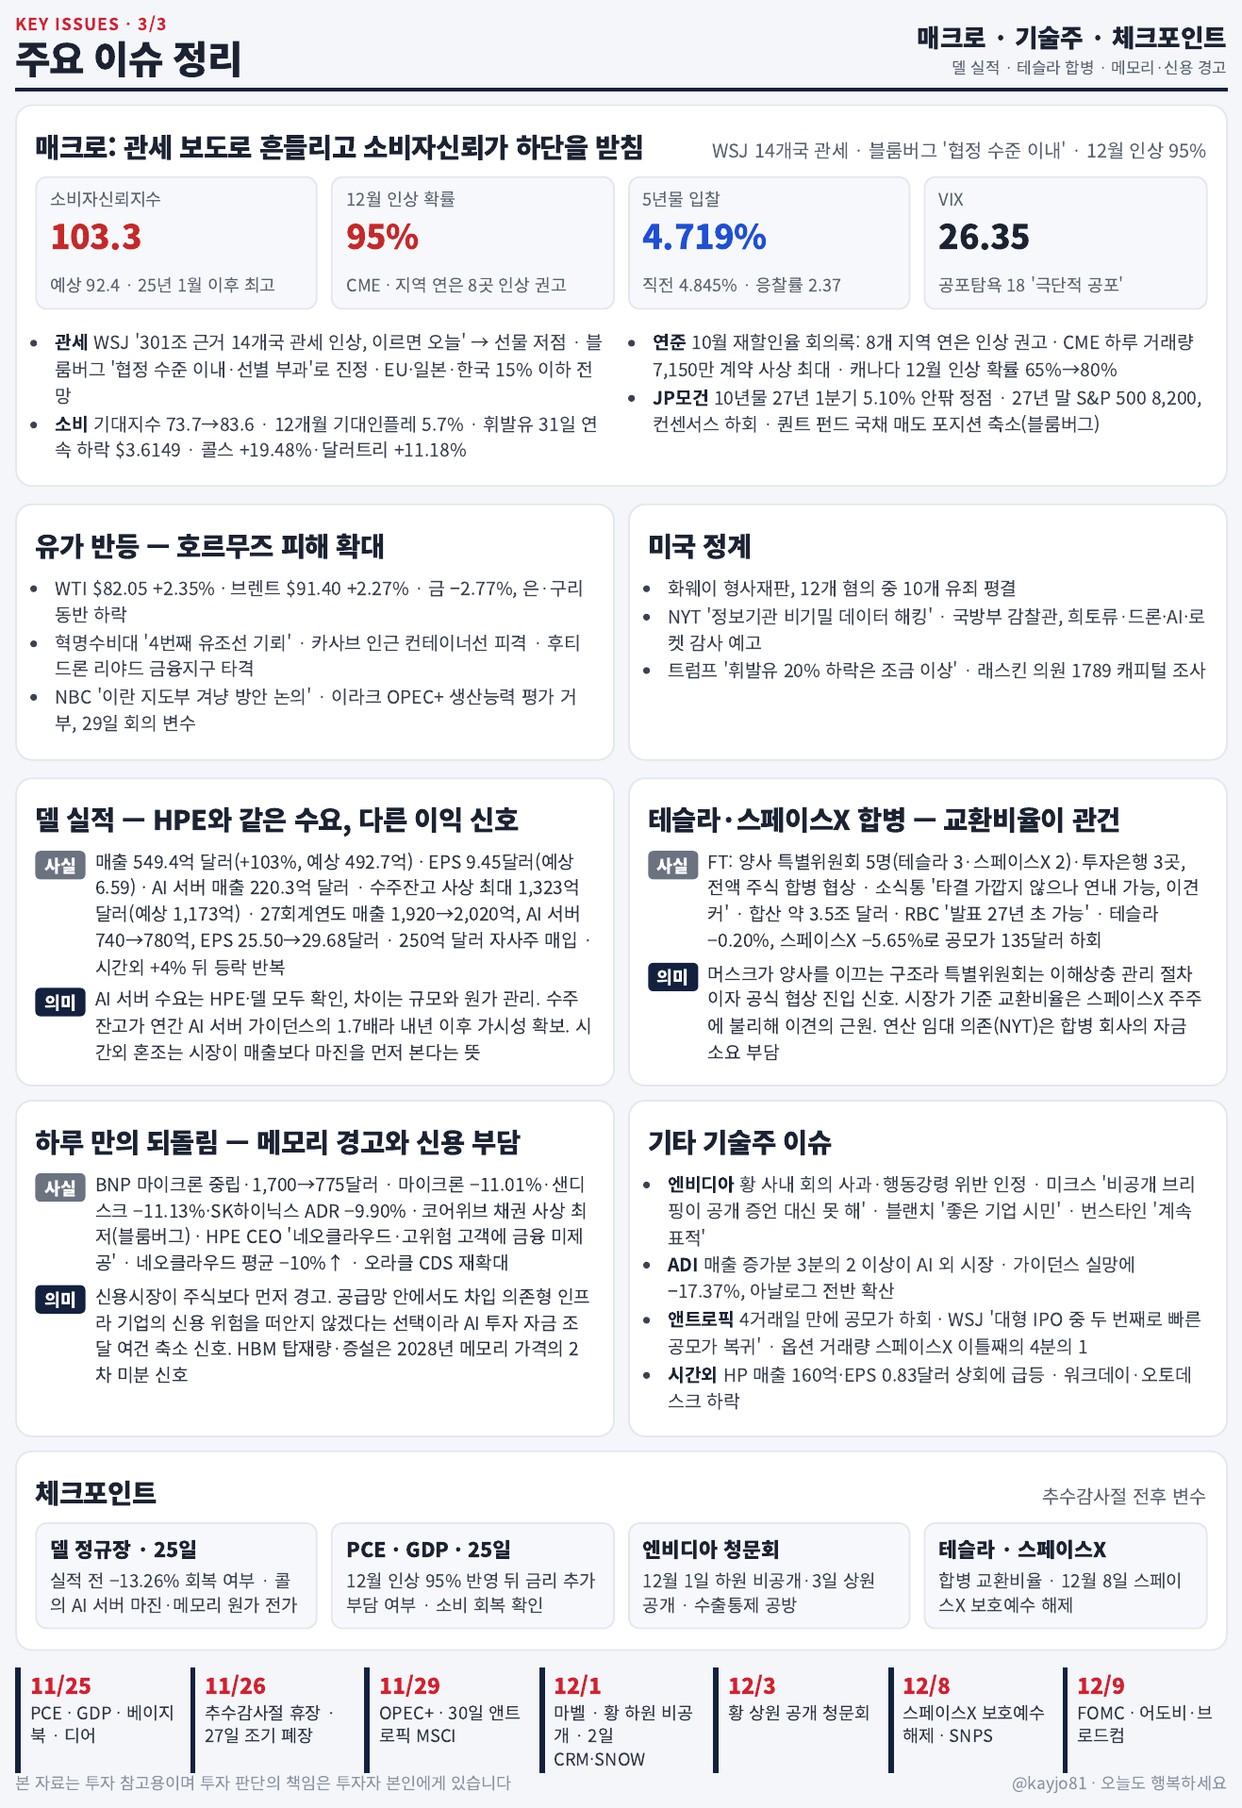 KEY ISSUES · 3/3
주요 이슈 정리
매크로 · 기술주 · 체크포인트
델 실적 · 테슬라 합병 · 메모리·신용 경고
매크로: 관세 보도로 흔들리고 소비자신뢰가 하단을 받침
WSJ 14개국 관세 · 블룸버그 '협정 수준 이내' · 12월 인상 95%
소비자신뢰지수
103.3
예상 92.4 · 25년 1월 이후 최고
12월 인상 확률
95%
CME · 지역 연은 8곳 인상 권고
5년물 입찰
4.719%
직전 4.845% · 응찰률 2.37
VIX
26.35
공포탐욕 18 '극단적 공포'
• 관세 WSJ '301조 근거 14개국 관세 인상, 이르면 오늘' → 선물 저점 · 블
룸버그 '협정 수준 이내·선별 부과'로 진정 · EU·일본·한국 15% 이하 전
망
• 소비 기대지수 73.7→83.6 · 12개월 기대인플레 5.7% · 휘발유 31일 연
속 하락 $3.6149 · 콜스 +19.48%·달러트리 +11.18%
• 연준 10월 재할인율 회의록: 8개 지역 연은 인상 권고 · CME 하루 거래량
7,150만 계약 사상 최대 · 캐나다 12월 인상 확률 65%→80%
• JP모건 10년물 27년 1분기 5.10% 안팎 정점 · 27년 말 S&P 500 8,200,
컨센서스 하회 · 퀀트 펀드 국채 매도 포지션 축소(블룸버그)
유가 반등 — 호르무즈 피해 확대
• WTI $82.05 +2.35% · 브렌트 $91.40 +2.27% · 금 −2.77%, 은·구리
동반 하락
• 혁명수비대 '4번째 유조선 기뢰' · 카사브 인근 컨테이너선 피격 · 후티
드론 리야드 금융지구 타격
• NBC '이란 지도부 겨냥 방안 논의' · 이라크 OPEC+ 생산능력 평가 거
부, 29일 회의 변수
미국 정계
• 화웨이 형사재판, 12개 혐의 중 10개 유죄 평결
• NYT '정보기관 비기밀 데이터 해킹' · 국방부 감찰관, 희토류·드론·AI·로
켓 감사 예고
• 트럼프 '휘발유 20% 하락은 조금 이상' · 래스킨 의원 1789 캐피털 조사
델 실적 — HPE와 같은 수요, 다른 이익 신호
사실 매출 549.4억 달러(+103%, 예상 492.7억) · EPS 9.45달러(예상
6.59) · AI 서버 매출 220.3억 달러 · 수주잔고 사상 최대 1,323억
달러(예상 1,173억) · 27회계연도 매출 1,920→2,020억, AI 서버
740→780억, EPS 25.50→29.68달러 · 250억 달러 자사주 매입 ·
시간외 +4% 뒤 등락 반복
의미 AI 서버 수요는 HPE·델 모두 확인, 차이는 규모와 원가 관리. 수주
잔고가 연간 AI 서버 가이던스의 1.7배라 내년 이후 가시성 확보. 시
간외 혼조는 시장이 매출보다 마진을 먼저 본다는 뜻
테슬라·스페이스X 합병 — 교환비율이 관건
사실 FT: 양사 특별위원회 5명(테슬라 3·스페이스X 2)·투자은행 3곳,
전액 주식 합병 협상 · 소식통 '타결 가깝지 않으나 연내 가능, 이견
커' · 합산 약 3.5조 달러 · RBC '발표 27년 초 가능' · 테슬라
−0.20%, 스페이스X −5.65%로 공모가 135달러 하회
의미 머스크가 양사를 이끄는 구조라 특별위원회는 이해상충 관리 절차
이자 공식 협상 진입 신호. 시장가 기준 교환비율은 스페이스X 주주
에 불리해 이견의 근원. 연산 임대 의존(NYT)은 합병 회사의 자금
소요 부담
하루 만의 되돌림 — 메모리 경고와 신용 부담
사실 BNP 마이크론 중립·1,700→775달러 · 마이크론 −11.01%·샌디
스크 −11.13%·SK하이닉스 ADR −9.90% · 코어위브 채권 사상 최
저(블룸버그) · HPE CEO '네오클라우드·고위험 고객에 금융 미제
공' · 네오클라우드 평균 −10%↑ · 오라클 CDS 재확대
의미 신용시장이 주식보다 먼저 경고. 공급망 안에서도 차입 의존형 인프
라 기업의 신용 위험을 떠안지 않겠다는 선택이라 AI 투자 자금 조
달 여건 축소 신호. HBM 탑재량·증설은 2028년 메모리 가격의 2
차 미분 신호
기타 기술주 이슈
• 엔비디아 황 사내 회의 사과·행동강령 위반 인정 · 미크스 '비공개 브리
핑이 공개 증언 대신 못 해' · 블랜치 '좋은 기업 시민' · 번스타인 '계속
표적'
• ADI 매출 증가분 3분의 2 이상이 AI 외 시장 · 가이던스 실망에
−17.37%, 아날로그 전반 확산
• 앤트로픽 4거래일 만에 공모가 하회 · WSJ '대형 IPO 중 두 번째로 빠른
공모가 복귀' · 옵션 거래량 스페이스X 이틀째의 4분의 1
• 시간외 HP 매출 160억·EPS 0.83달러 상회에 급등 · 워크데이·오토데
스크 하락
체크포인트
추수감사절 전후 변수
델 정규장 · 25일
실적 전 −13.26% 회복 여부 · 콜
의 AI 서버 마진·메모리 원가 전가
PCE · GDP · 25일
12월 인상 95% 반영 뒤 금리 추가
부담 여부 · 소비 회복 확인
엔비디아 청문회
12월 1일 하원 비공개·3일 상원
공개 · 수출통제 공방
테슬라 · 스페이스X
합병 교환비율 · 12월 8일 스페이
스X 보호예수 해제
11/25
PCE · GDP · 베이지
북 · 디어
11/26
추수감사절 휴장 ·
27일 조기 폐장
11/29
OPEC+ · 30일 앤트
로픽 MSCI
12/1
마벨 · 황 하원 비공
개 · 2일
CRM·SNOW
12/3
황 상원 공개 청문회
12/8
스페이스X 보호예수
해제 · SNPS
12/9
FOMC · 어도비·브
로드컴
본 자료는 투자 참고용이며 투자 판단의 책임은 투자자 본인에게 있습니다
@kayjo81 · 오늘도 행복하세요